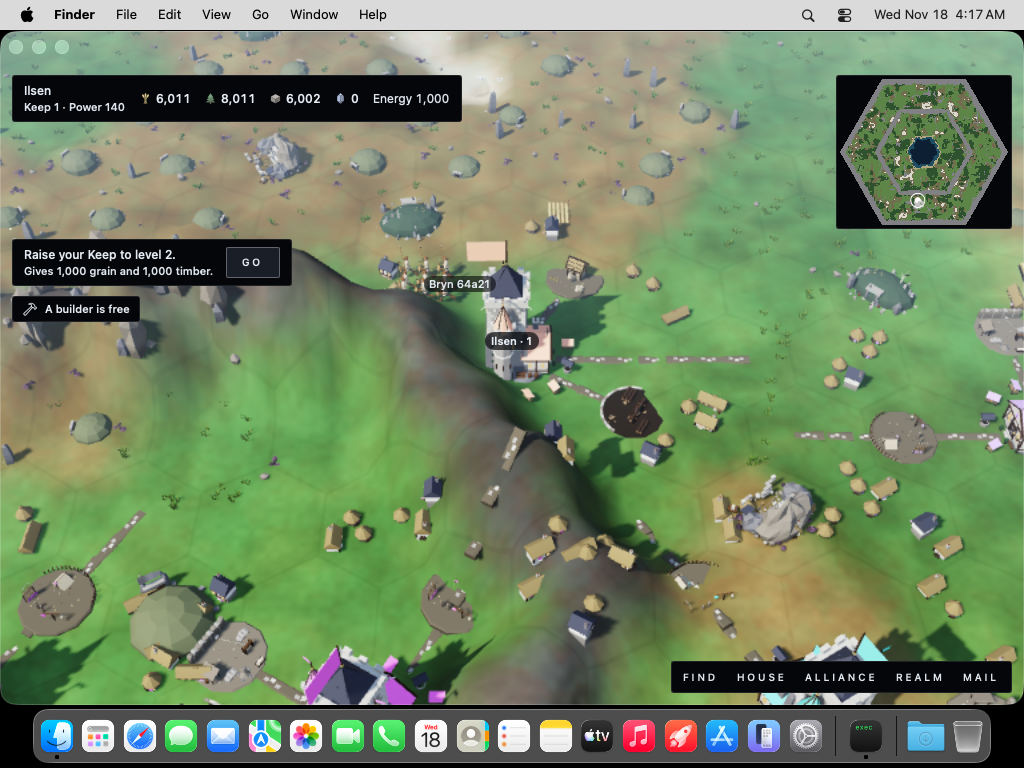 Finder File Edit View Go Window Help
Wed Nov 18 4:17 AM
Ilsen
Keep 1 · Power 140
6,011 8,011 6,002 0 Energy 1,000
Raise your Keep to level 2.
Gives 1,000 grain and 1,000 timber.
GO
A builder is free
Bryn 64a21
Ilsen · 1
FIND HOUSE ALLIANCE REALM MAIL
Wed
18
tv
exec